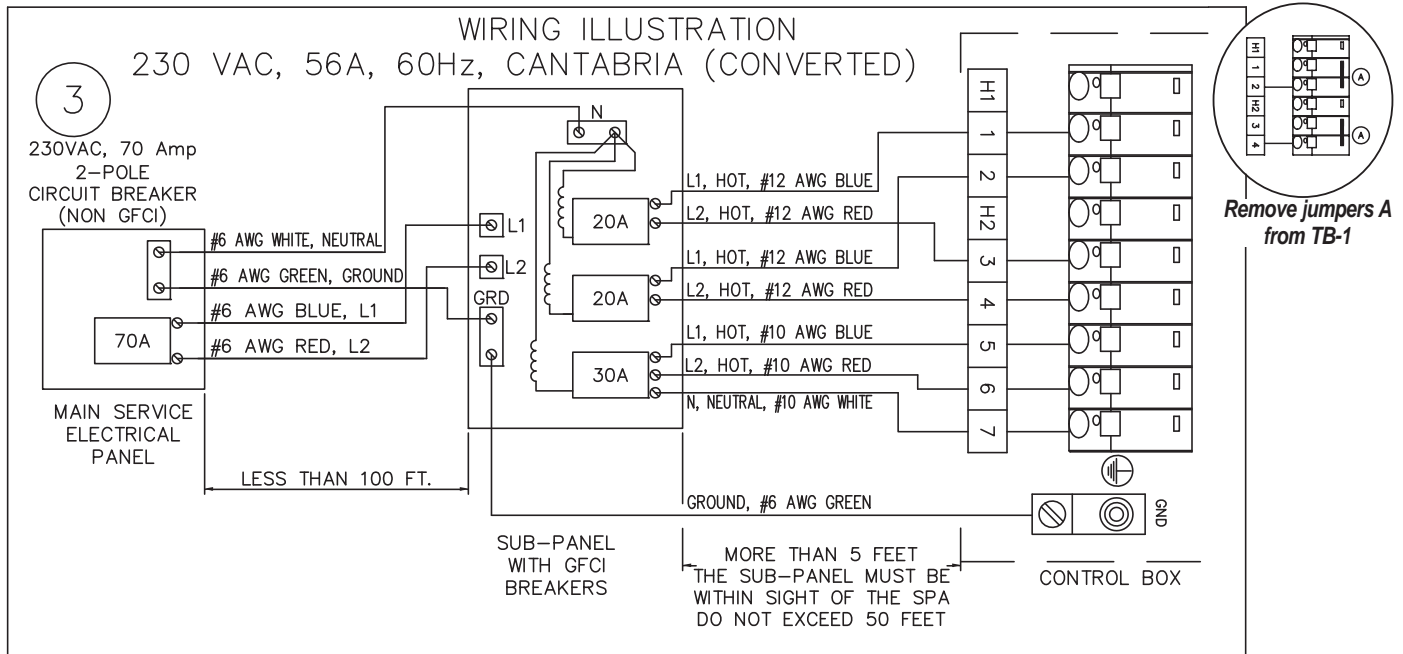 WIRING ILLUSTRATION
230 VAC, 56A, 60Hz, CANTABRIA (CONVERTED)
3
230VAC, 70 Amp
2-POLE
CIRCUIT BREAKER
(NON GFCI)
#6 AWG WHITE, NEUTRAL
#6 AWG GREEN, GROUND
#6 AWG BLUE, L1
#6 AWG RED, L2
70A
MAIN SERVICE
ELECTRICAL
PANEL
LESS THAN 100 FT.
N
L1
L2
GRD
20A
20A
30A
SUB-PANEL
WITH GFCI
BREAKERS
L1, HOT, #12 AWG BLUE
L2, HOT, #12 AWG RED
L1, HOT, #12 AWG BLUE
L2, HOT, #12 AWG RED
L1, HOT, #10 AWG BLUE
L2, HOT, #10 AWG RED
N, NEUTRAL, #10 AWG WHITE
GROUND, #6 AWG GREEN
MORE THAN 5 FEET
THE SUB-PANEL MUST BE
WITHIN SIGHT OF THE SPA
DO NOT EXCEED 50 FEET
H1
1
2
H2
3
4
5
6
7
GND
CONTROL BOX
H1
1
2
H2
3
4
A
A
Remove jumpers A
from TB-1